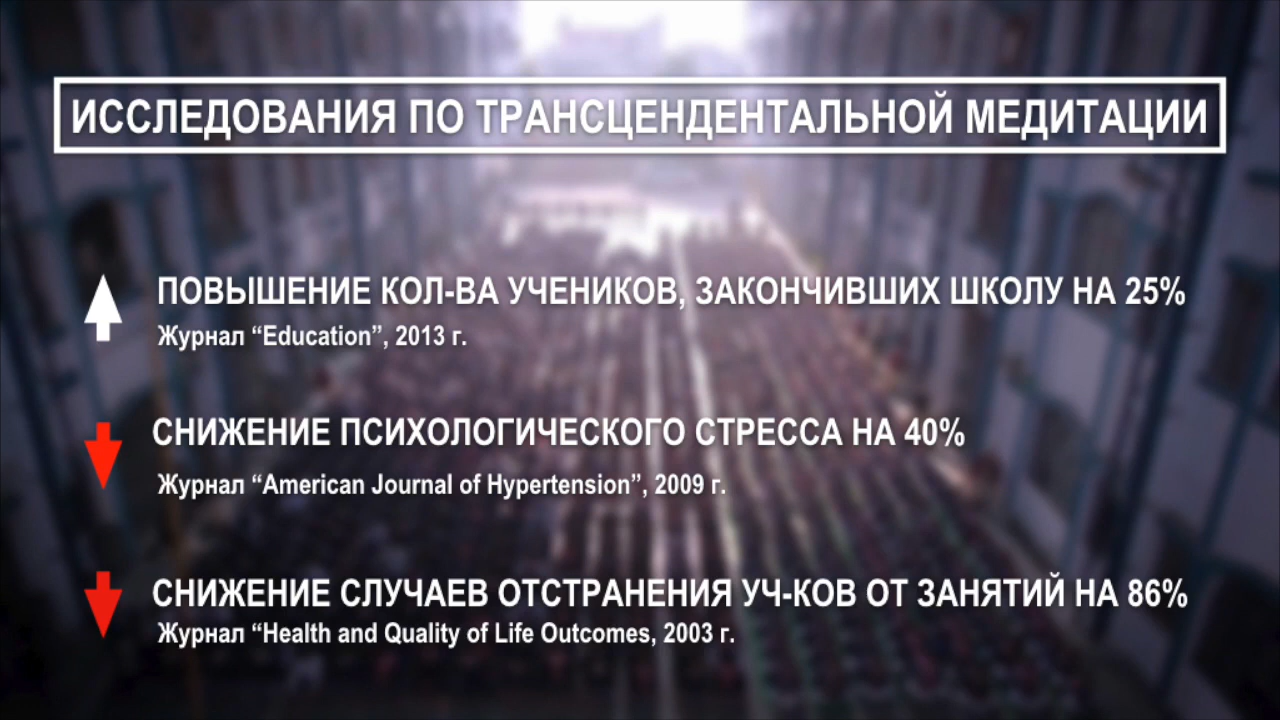 ИССЛЕДОВАНИЯ ПО ТРАНСЦЕНДЕНТАЛЬНОЙ МЕДИТАЦИИ
ПОВЫШЕНИЕ КОЛ-ВА УЧЕНИКОВ, ЗАКОНЧИВШИХ ШКОЛУ НА 25%
Журнал “Education”, 2013 г.
СНИЖЕНИЕ ПСИХОЛОГИЧЕСКОГО СТРЕССА НА 40%
Журнал “American Journal of Hypertension”, 2009 г.
СНИЖЕНИЕ СЛУЧАЕВ ОТСТРАНЕНИЯ УЧ-КОВ ОТ ЗАНЯТИЙ НА 86%
Журнал “Health and Quality of Life Outcomes, 2003 г.